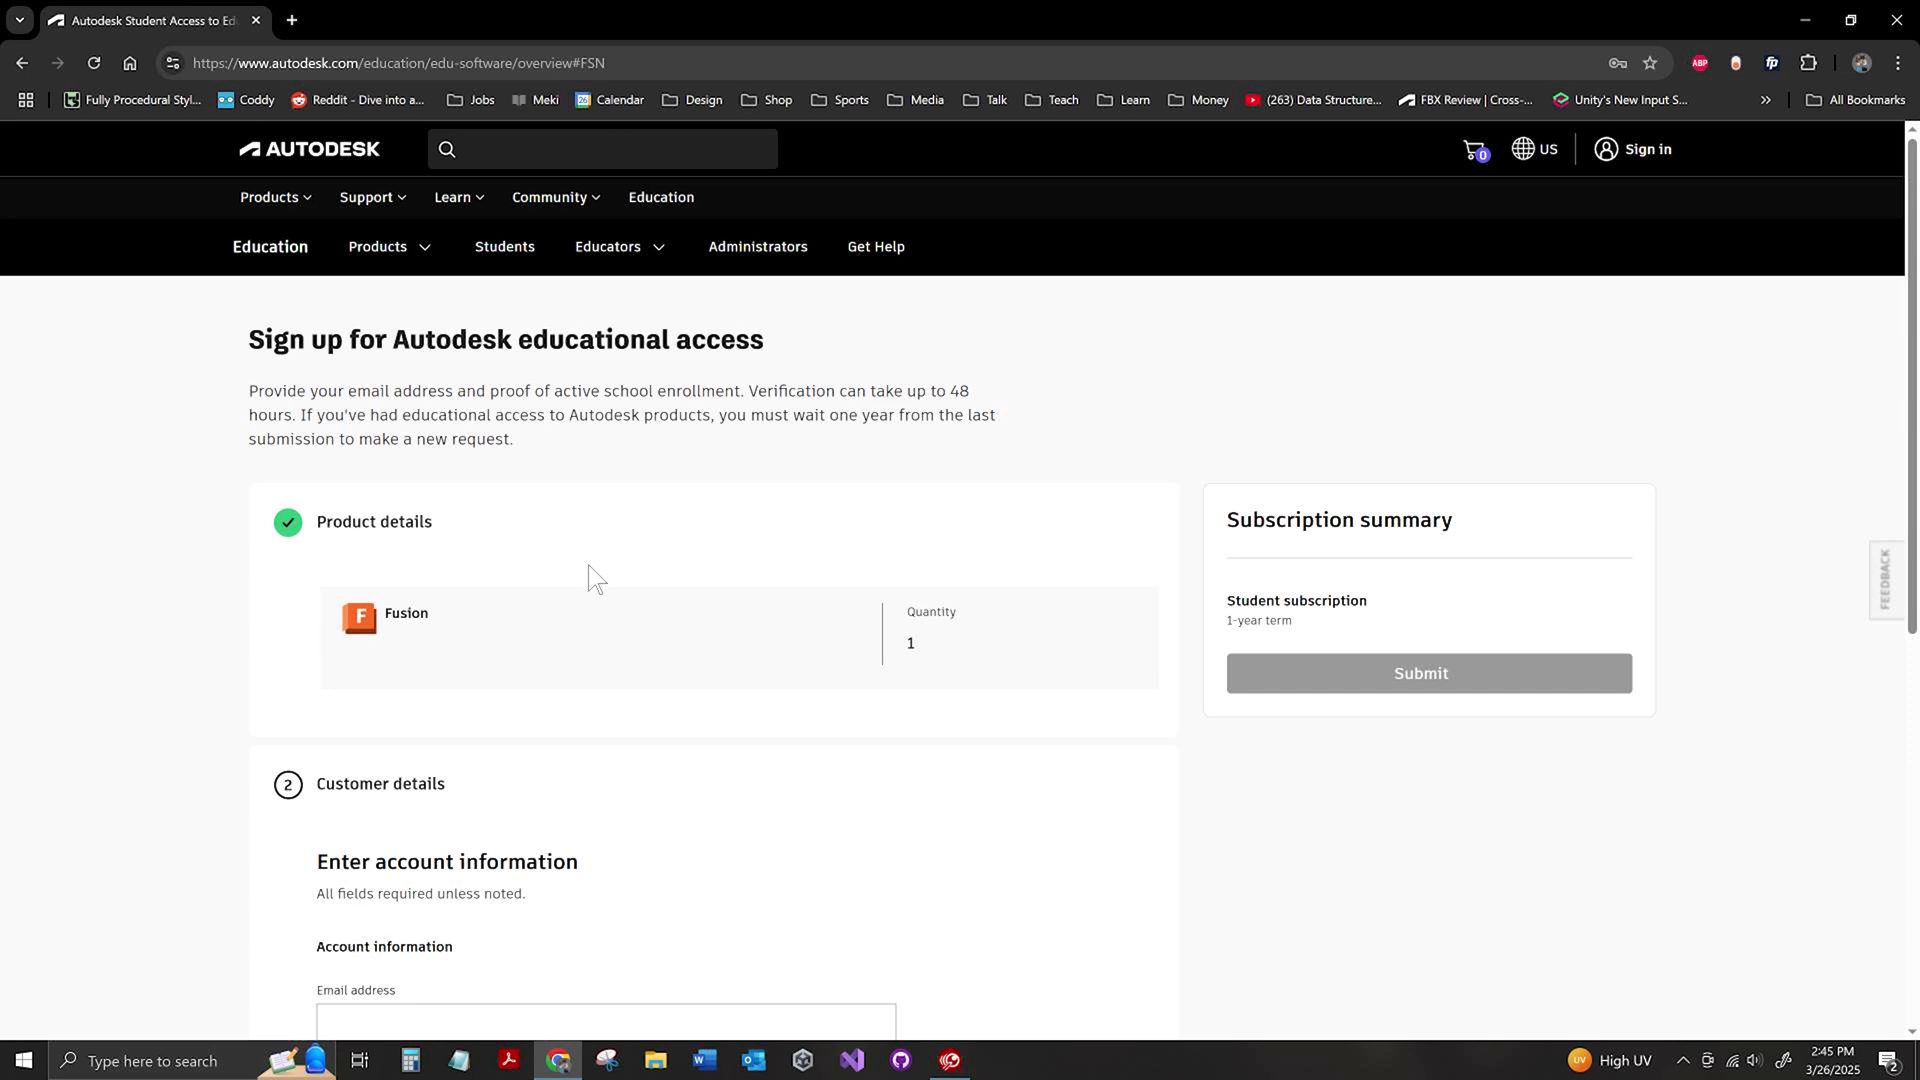 Autodesk Student Access to Ed
https://www.autodesk.com/education/edu-software/overview#FSN
ABP
fp
Fully Procedural Styl...
Coddy
Reddit - Dive into a...
Jobs
Meki
26
Calendar
Design
Shop
Sports
Media
Talk
Teach
Learn
Money
(263) Data Structure...
FBX Review | Cross-...
Unity's New Input S...
All Bookmarks
AUTODESK
0
US
Sign in
Products
Support
Learn
Community
Education
Education
Products
Students
Educators
Administrators
Get Help
Sign up for Autodesk educational access
Provide your email address and proof of active school enrollment. Verification can take up to 48
hours. If you've had educational access to Autodesk products, you must wait one year from the last
submission to make a new request.
Product details
F
Fusion
Quantity
1
Subscription summary
Student subscription
1-year term
Submit
FEEDBACK
2
Customer details
Enter account information
All fields required unless noted.
Account information
Email address
Type here to search
UV
High UV
2:45 PM
3/26/2025
2